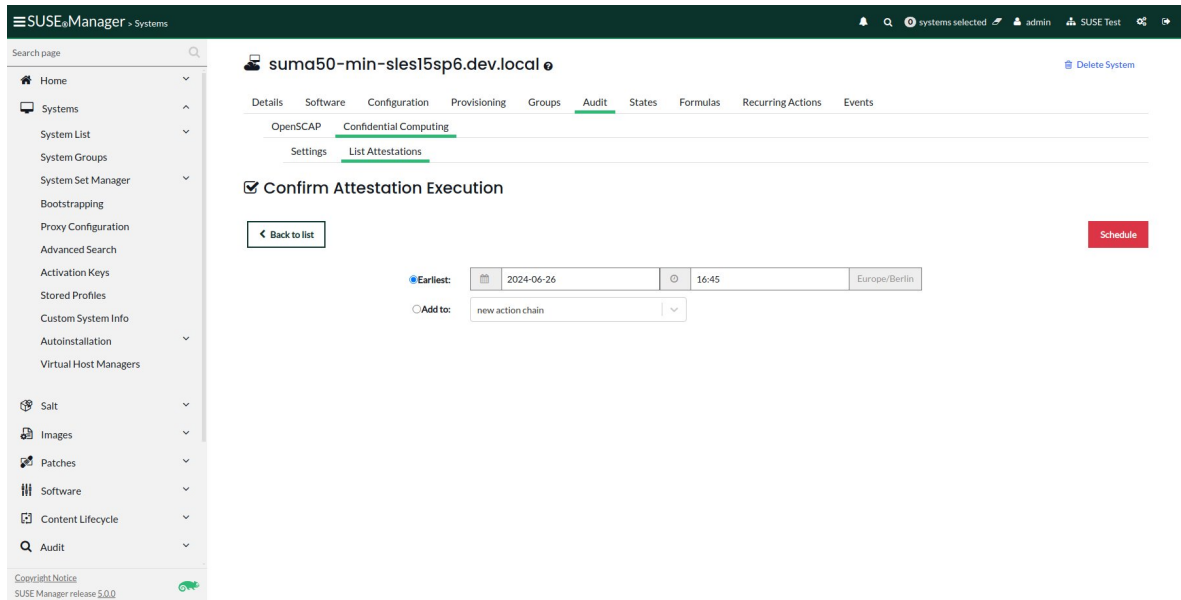 SUSE®Manager > Systems
0 systems selected admin SUSE Test
Search page
Home
Systems
System List
System Groups
System Set Manager
Bootstrapping
Proxy Configuration
Advanced Search
Activation Keys
Stored Profiles
Custom System Info
Autoinstallation
Virtual Host Managers
Salt
Images
Patches
Software
Content Lifecycle
Audit
Copyright Notice
SUSE Manager release 5.0.0
suma50-min-sles15sp6.dev.local
Delete System
Details Software Configuration Provisioning Groups Audit States Formulas Recurring Actions Events
OpenSCAP Confidential Computing
Settings List Attestations
Confirm Attestation Execution
Back to list
Schedule
Earliest: 2024-06-26 16:45 Europe/Berlin
Add to: new action chain